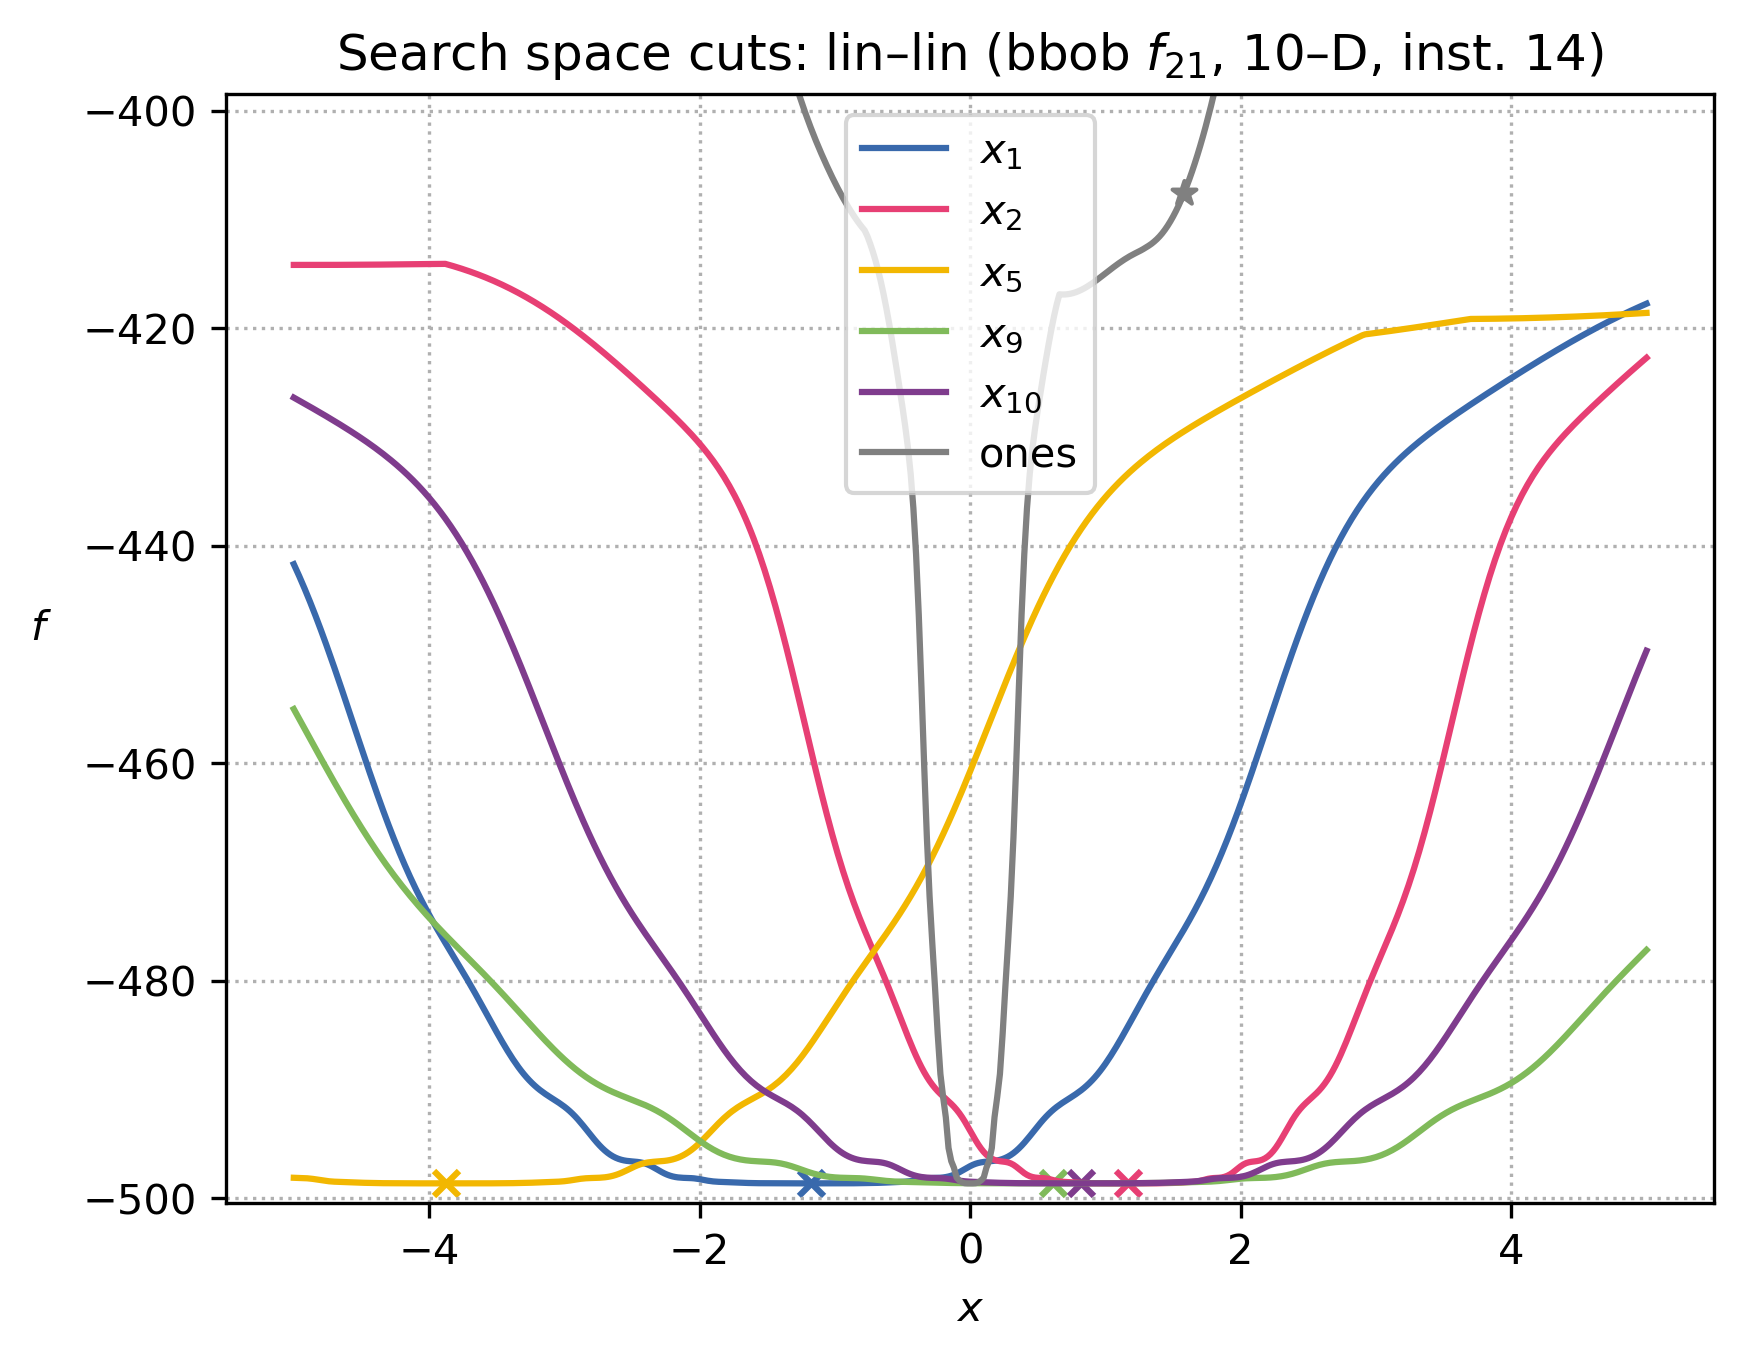 Search space cuts: lin–lin (bbob f₂₁, 10–D, inst. 14)
−400
−420
−440
−460
−480
−500
f
x₁
x₂
x₅
x₉
x₁₀
ones
−4 −2 0 2 4
x